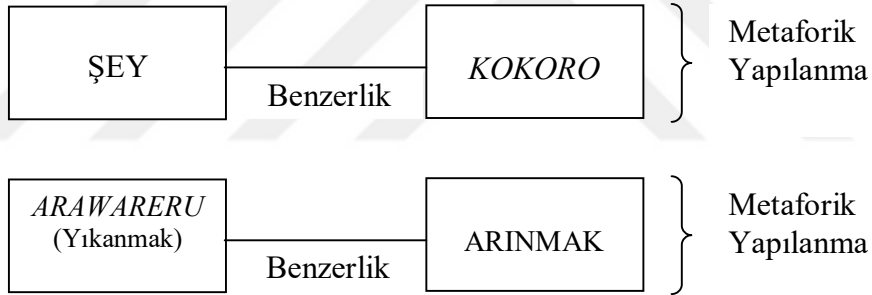 ŞEY
Benzerlik
KOKORO
Metaforik
Yapılanma
ARAWARERU
(Yıkanmak)
Benzerlik
ARINMAK
Metaforik
Yapılanma